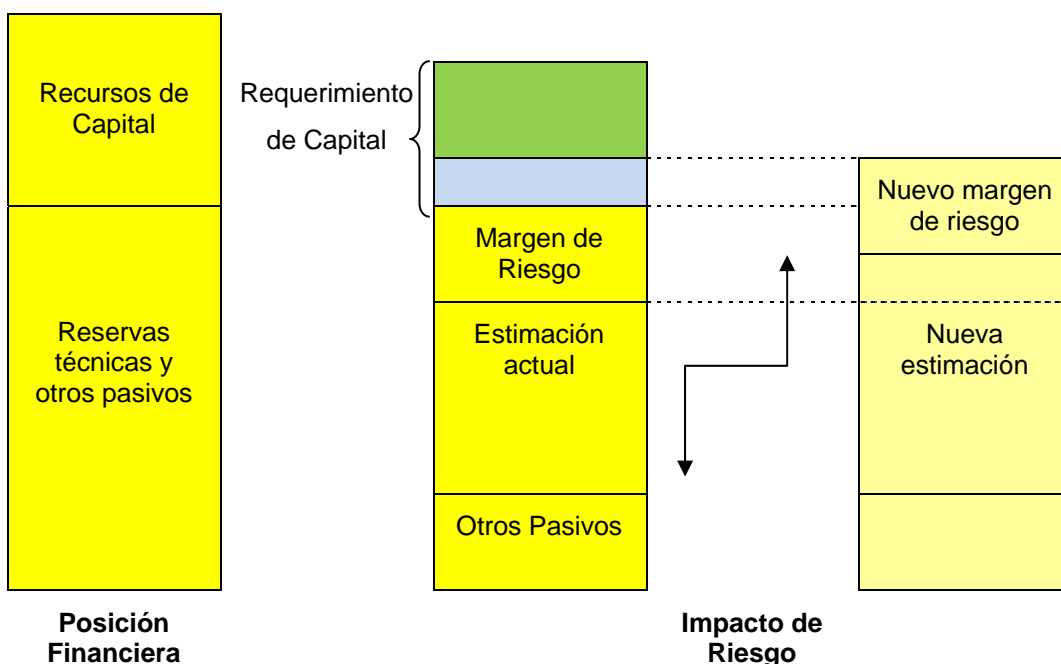 Recursos de
Capital
Requerimiento
de Capital
Nuevo margen
de riesgo
Margen de
Riesgo
Reservas
técnicas y
otros pasivos
Estimación
actual
Nueva
estimación
Otros Pasivos
Posición
Financiera
Impacto de
Riesgo